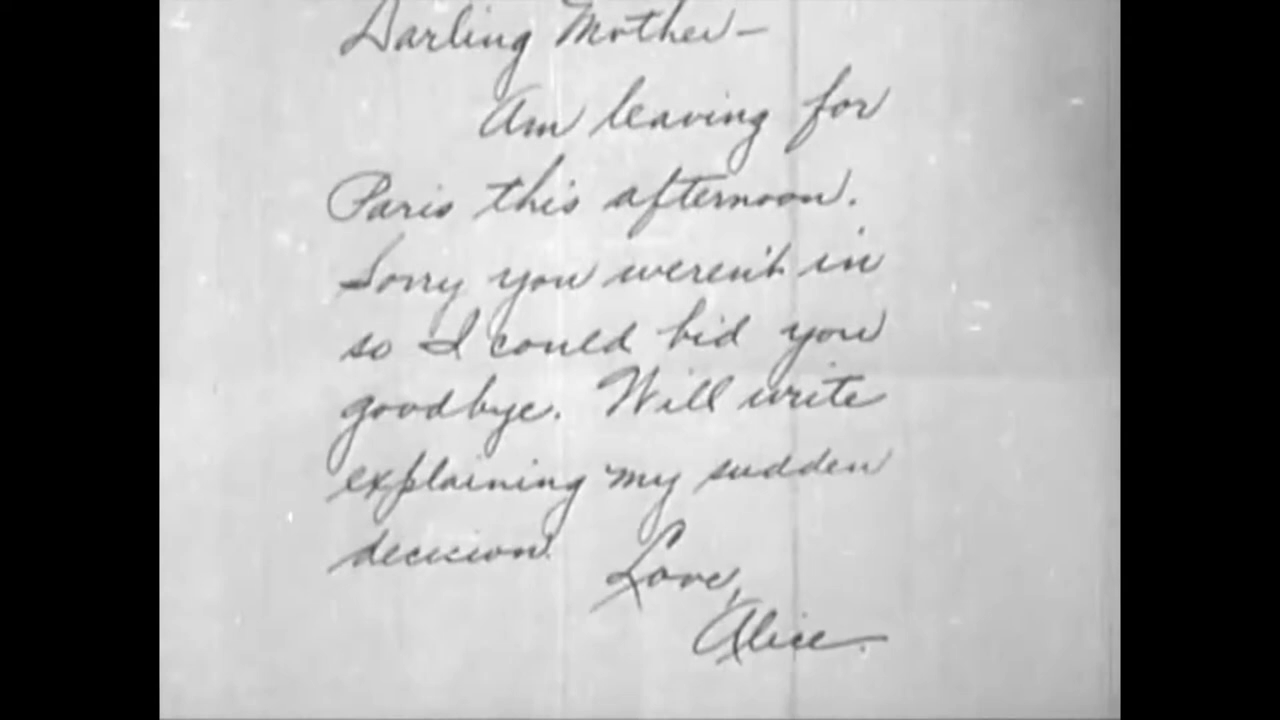 Darling Mother—
Am leaving for
Paris this afternoon.
Sorry you weren't in
so I could bid you
goodbye. Will write
explaining my sudden
decision.
Love,
Alice.